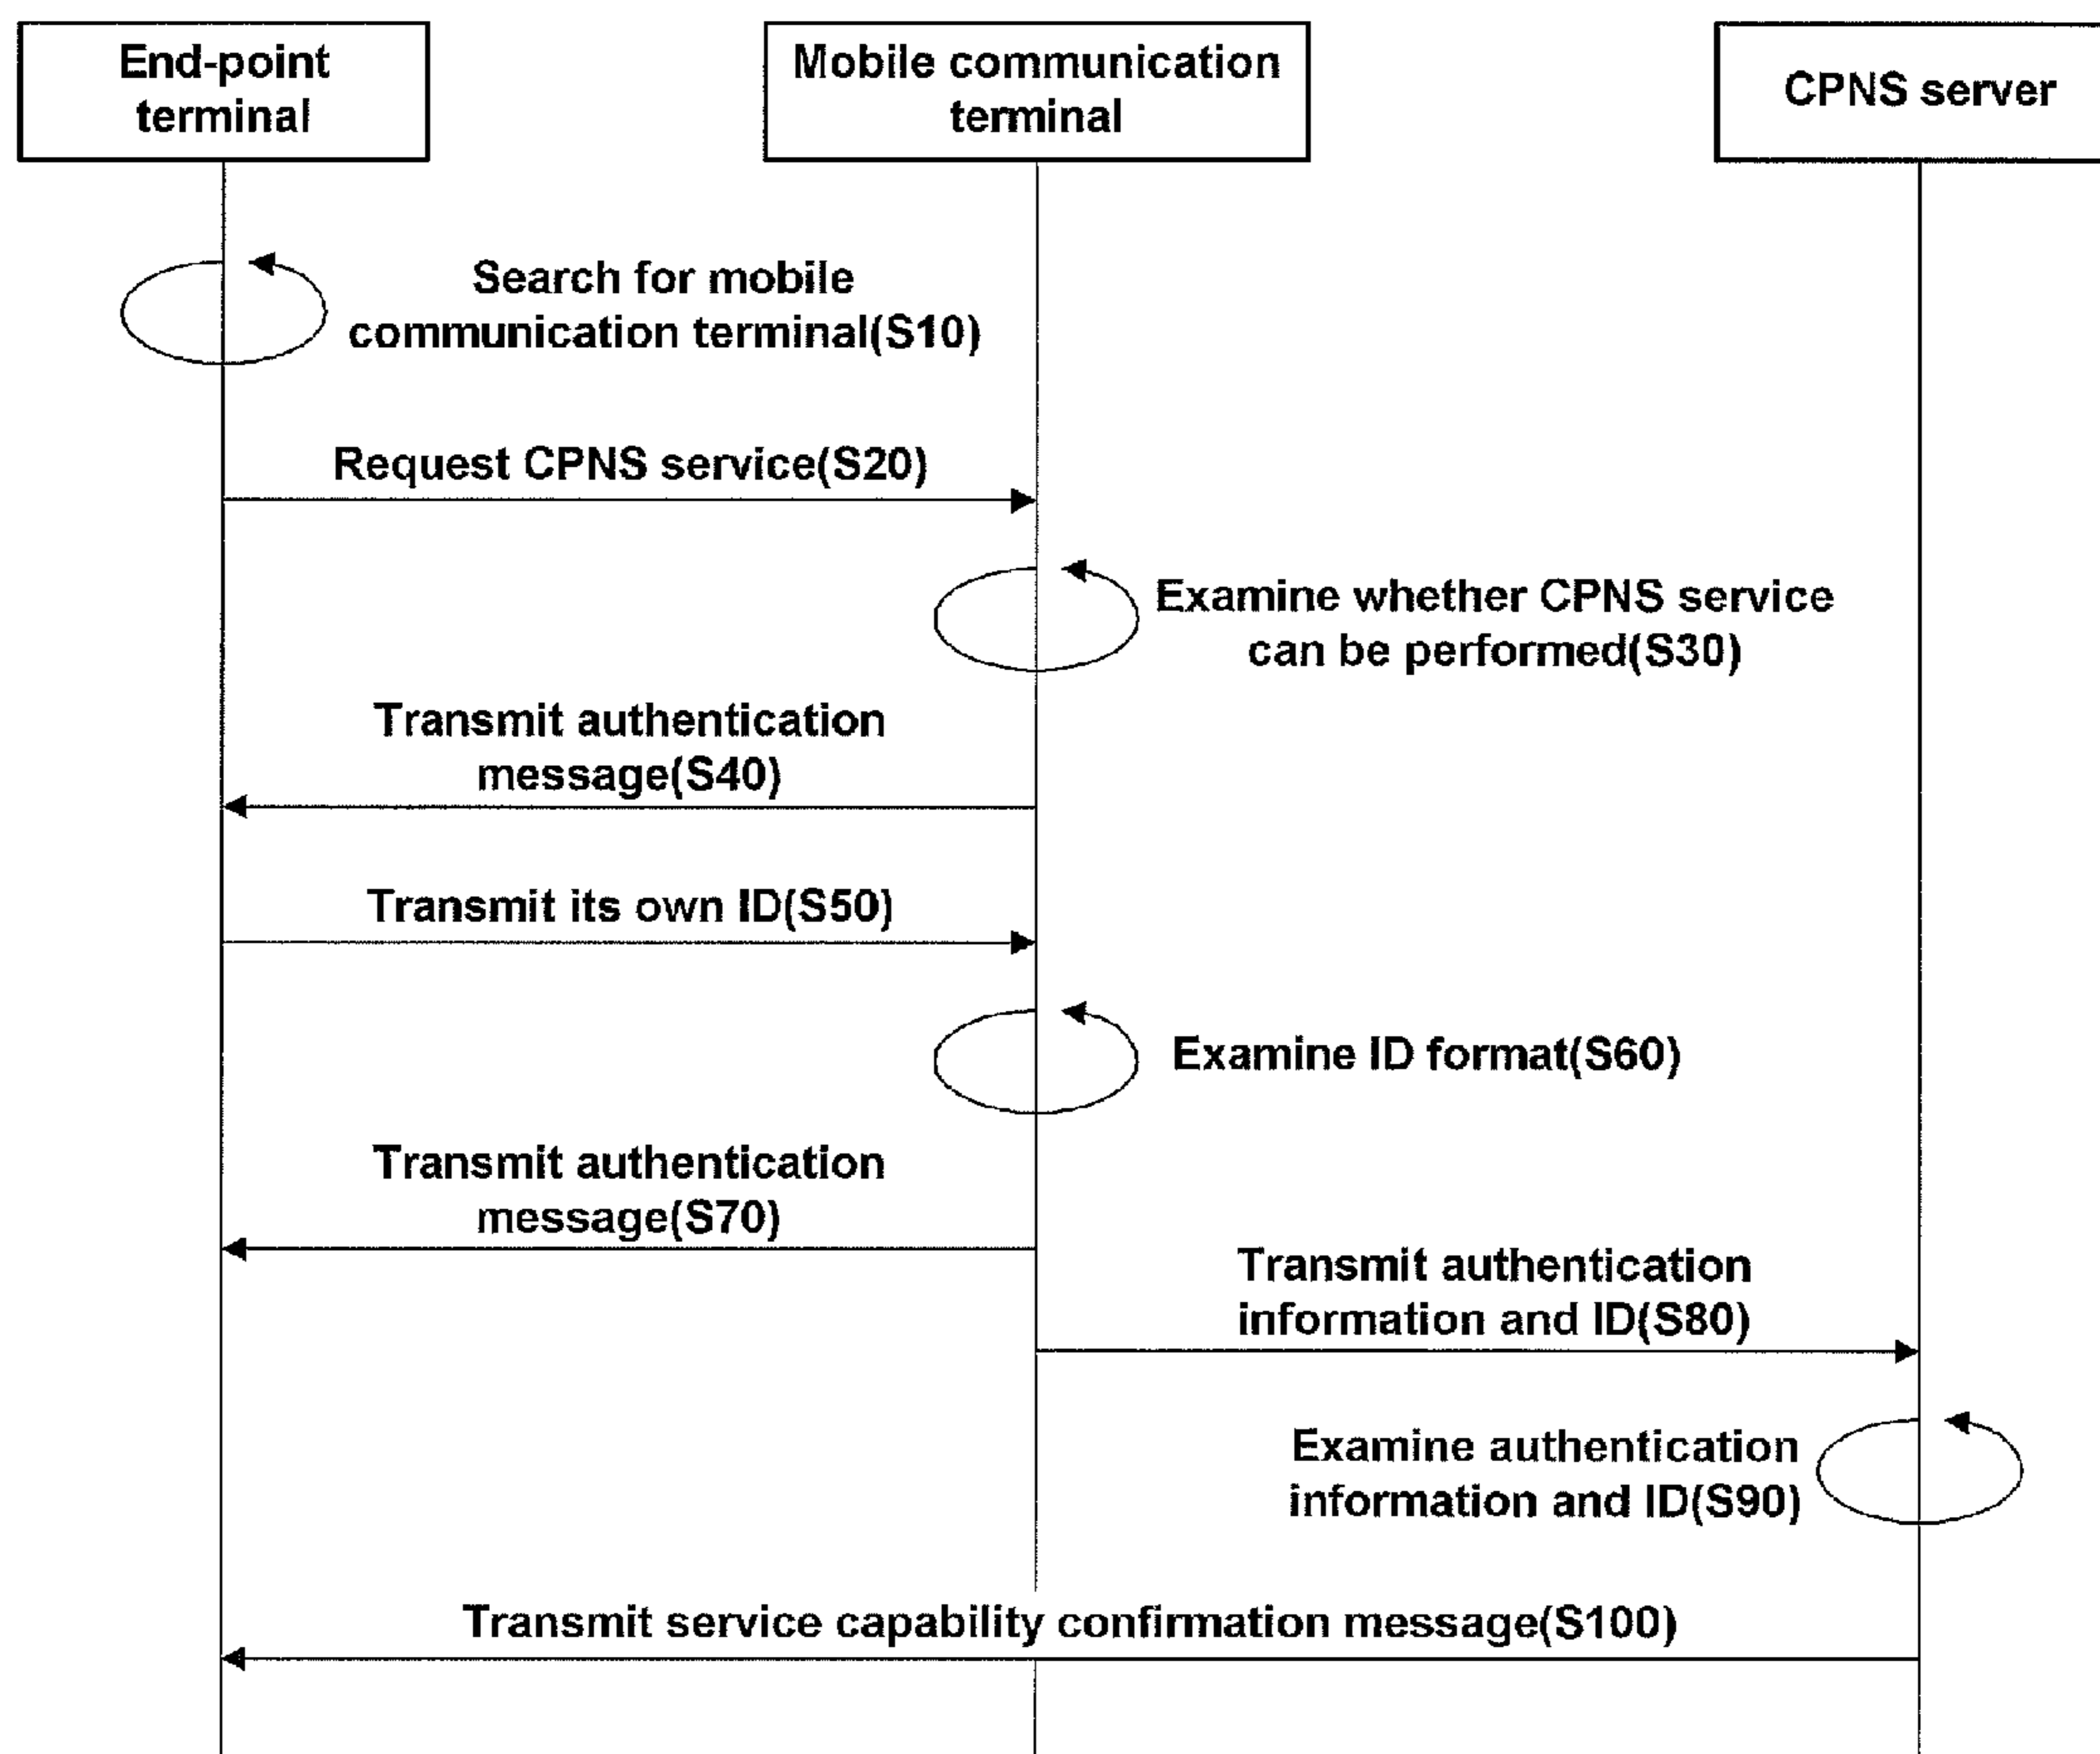 End-point
terminal
Mobile communication
terminal
CPNS server
Search for mobile
communication terminal(S10)
Request CPNS service(S20)
Examine whether CPNS service
can be performed(S30)
Transmit authentication
message(S40)
Transmit its own ID(S50)
Examine ID format(S60)
Transmit authentication
message(S70)
Transmit authentication
information and ID(S80)
Examine authentication
information and ID(S90)
Transmit service capability confirmation message(S100)